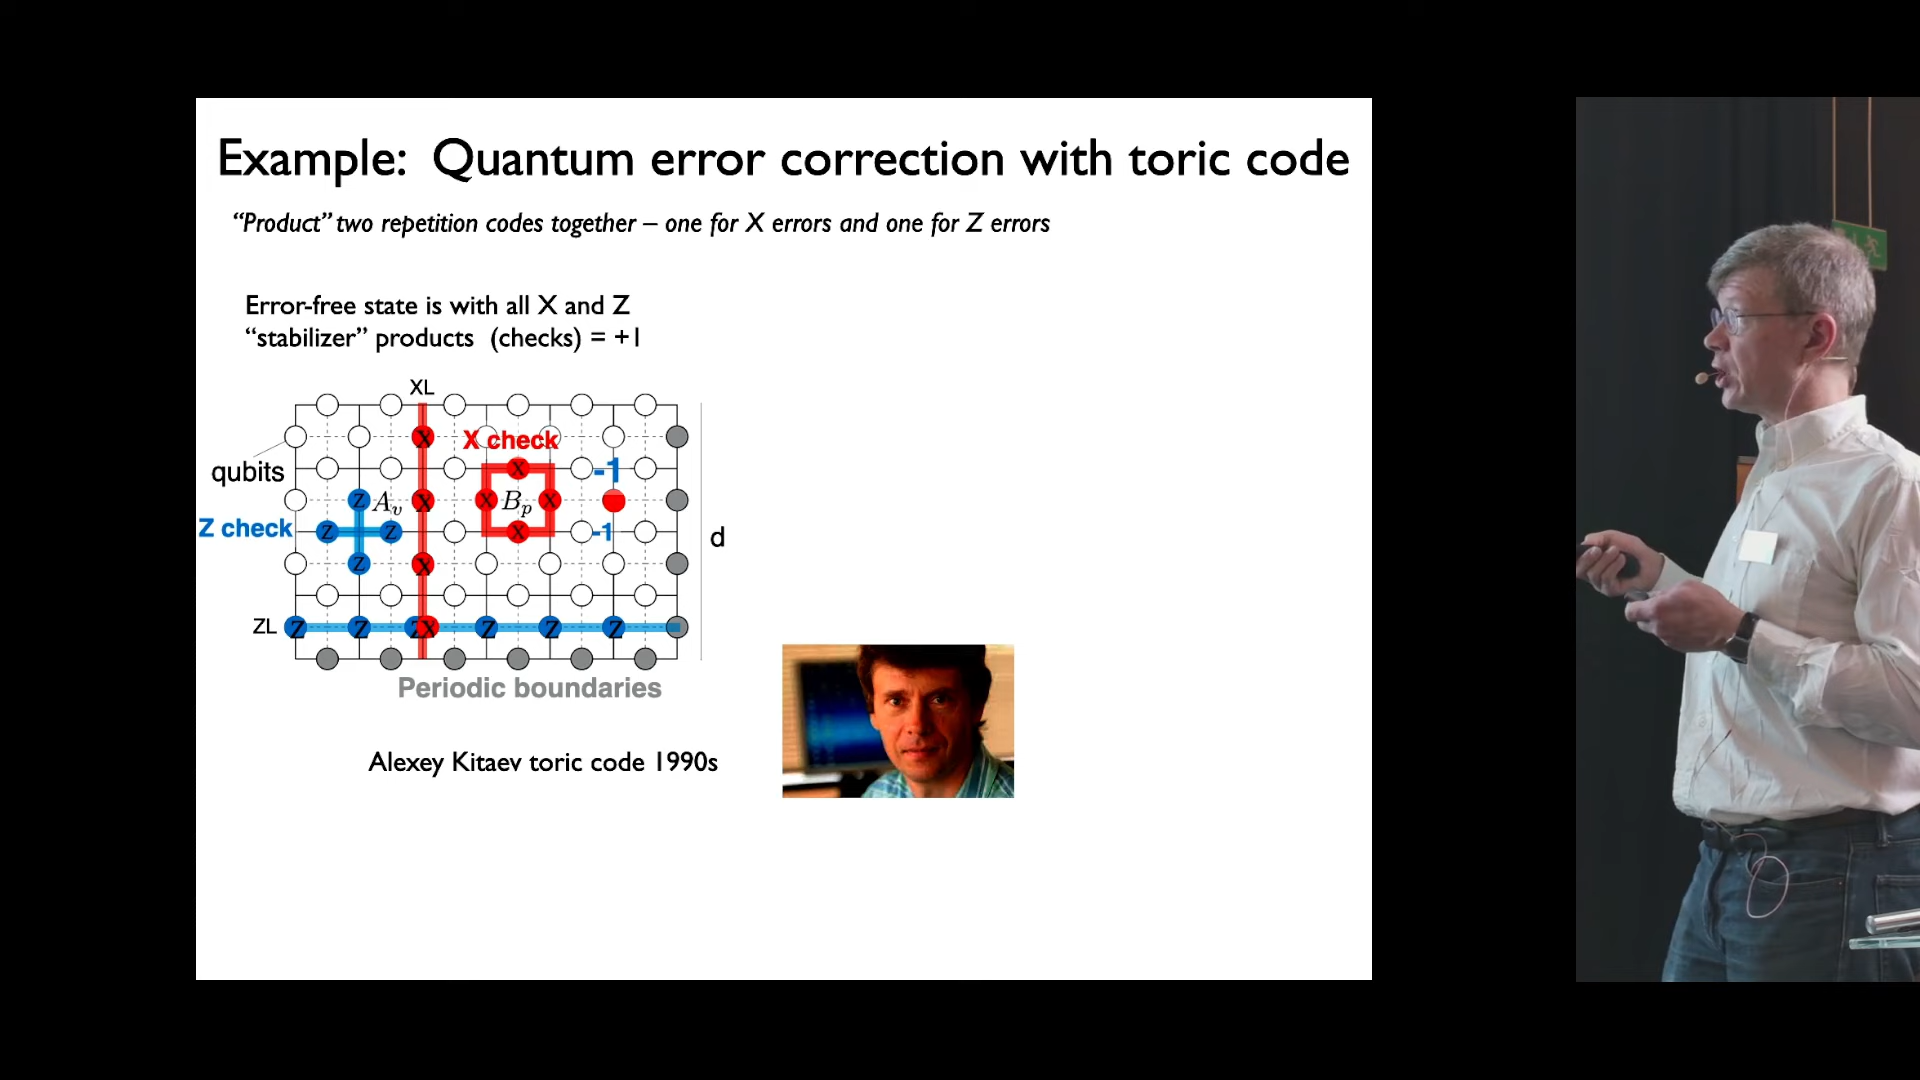 Example: Quantum error correction with toric code
“Product” two repetition codes together – one for X errors and one for Z errors
Error-free state is with all X and Z
“stabilizer” products (checks) = +1
XL
X
X check
qubits
X
-1
Z
A_v
X
X
B_p
X
Z check
Z
Z
X
-1
d
Z
X
ZL
Z
Z
Z
X
Z
Z
Z
Periodic boundaries
Alexey Kitaev toric code 1990s